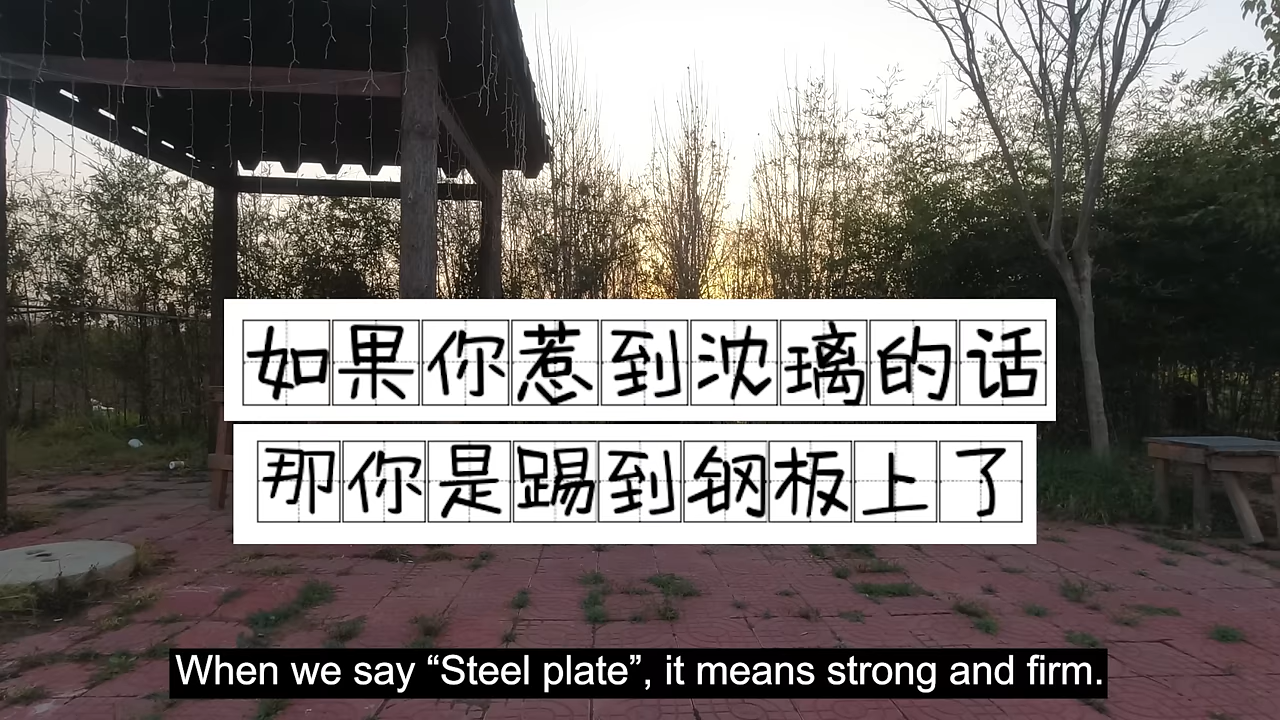 如果你惹到沈璃的话
那你是踢到钢板上了
When we say “Steel plate”, it means strong and firm.